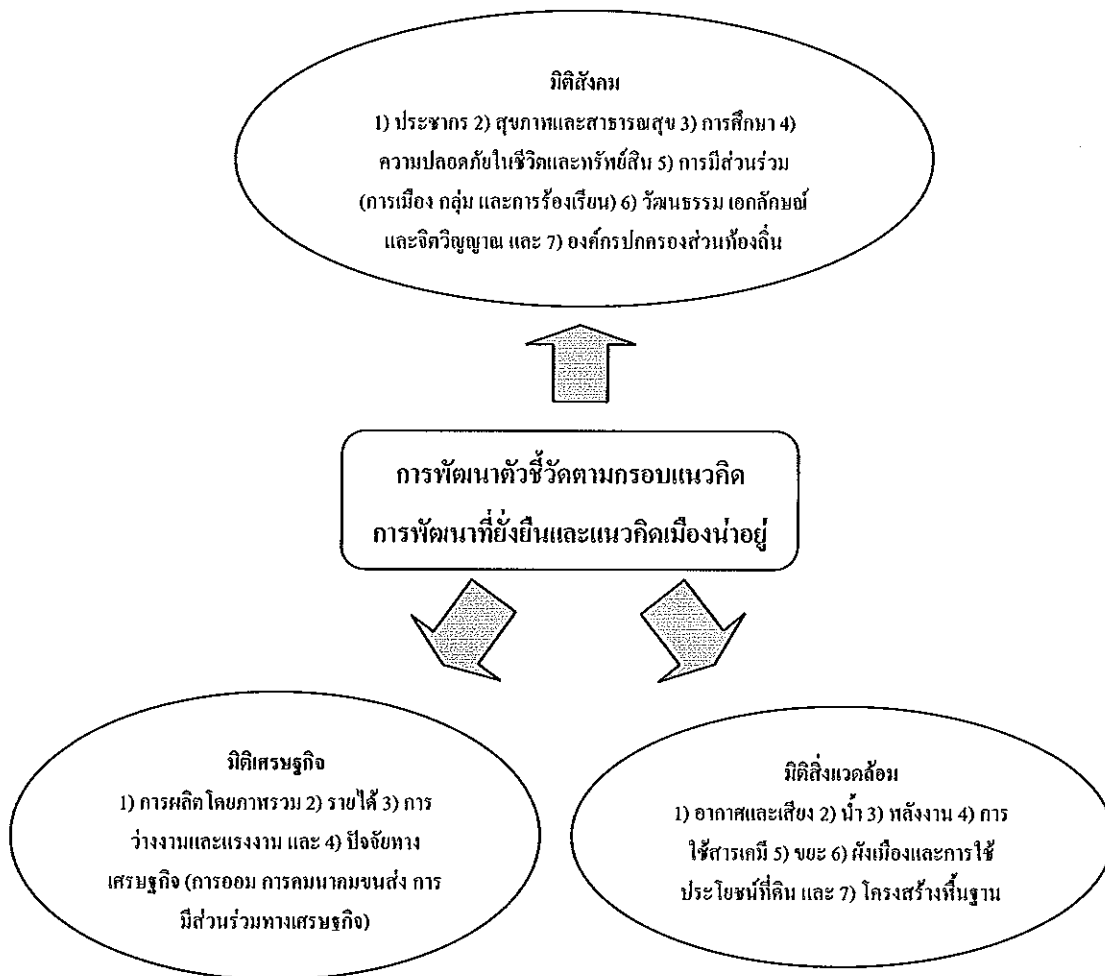 มิติสังคม
1) ประชากร 2) สุขภาพและสาธารณสุข 3) การศึกษา 4)
ความปลอดภัยในชีวิตและทรัพย์สิน 5) การมีส่วนร่วม
(การเมือง กลุ่ม และการร้องเรียน) 6) วัฒนธรรม เอกลักษณ์
และจิตวิญญาณ และ 7) องค์กรปกครองส่วนท้องถิ่น
การพัฒนาตัวชี้วัดตามกรอบแนวคิด
การพัฒนาที่ยั่งยืนและแนวคิดเมืองน่าอยู่
มิติเศรษฐกิจ
1) การผลิตโดยภาพรวม 2) รายได้ 3) การ
ว่างงานและแรงงาน และ 4) ปัจจัยทาง
เศรษฐกิจ (การออม การคมนาคมขนส่ง การ
มีส่วนร่วมทางเศรษฐกิจ)
มิติสิ่งแวดล้อม
1) อากาศและเสียง 2) น้ำ 3) พลังงาน 4) การ
ใช้สารเคมี 5) ขยะ 6) ผังเมืองและการใช้
ประโยชน์ที่ดิน และ 7) โครงสร้างพื้นฐาน